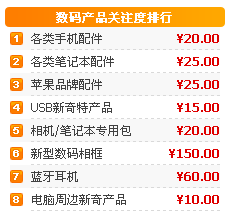 数码产品关注度排行
1 各类手机配件 ¥20.00
2 各类笔记本配件 ¥25.00
3 苹果品牌配件 ¥25.00
4 USB新奇特产品 ¥15.00
5 相机/笔记本专用包 ¥20.00
6 新型数码相框 ¥150.00
7 蓝牙耳机 ¥60.00
8 电脑周边新奇产品 ¥10.00